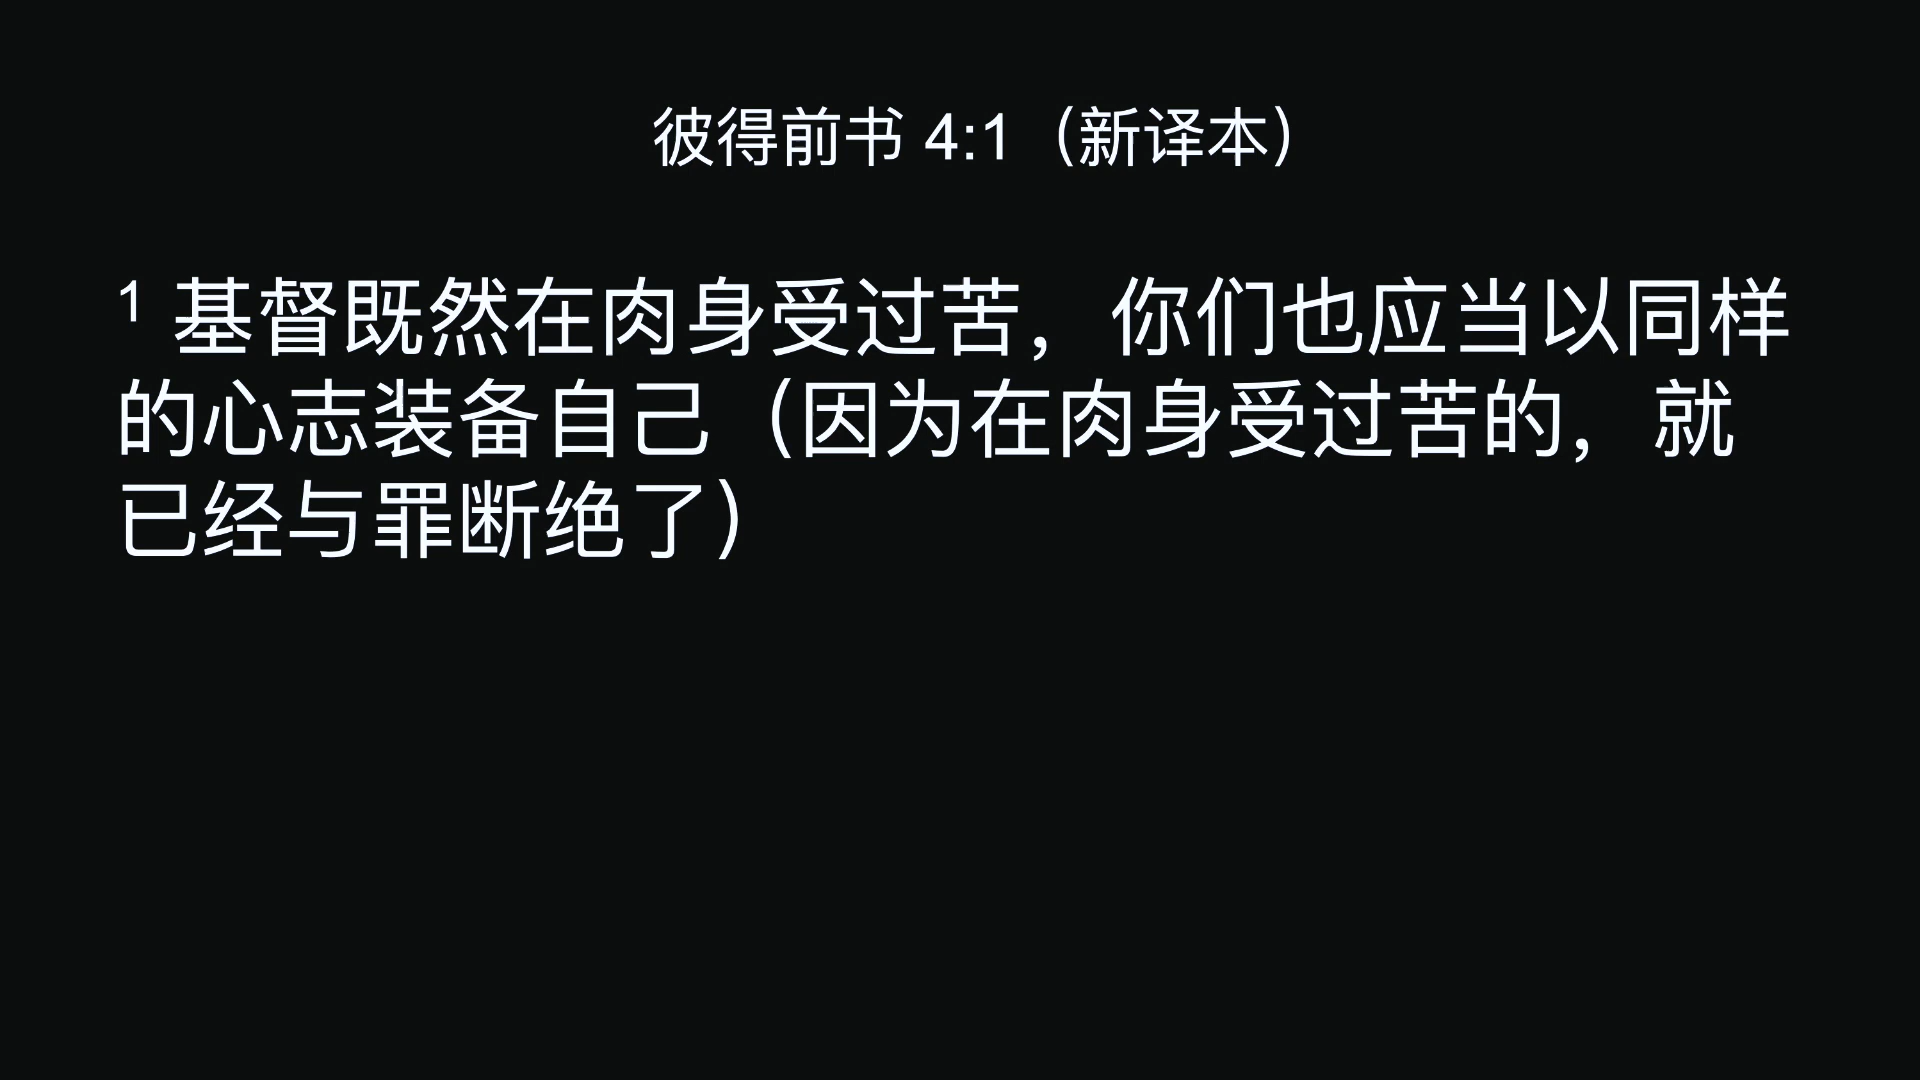 彼得前书 4:1（新译本）
1 基督既然在肉身受过苦，你们也应当以同样
的心志装备自己（因为在肉身受过苦的，就
已经与罪断绝了）